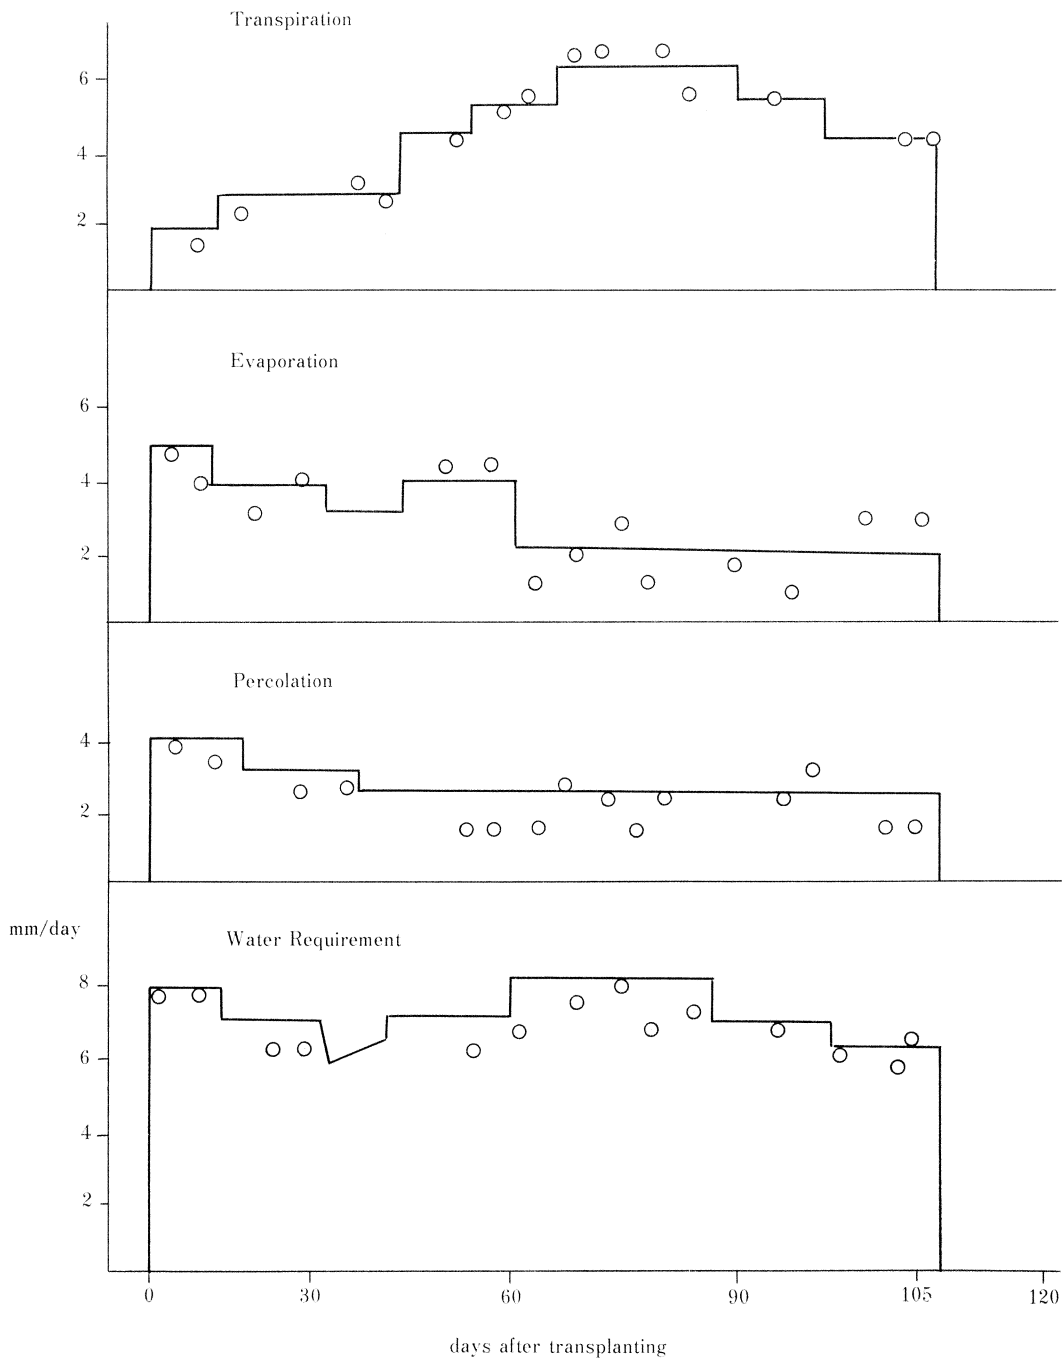 Transpiration
6
4
2
Evaporation
6
4
2
Percolation
4
2
mm/day
Water Requirement
8
6
4
2
0 30 60 90 105 120
days after transplanting